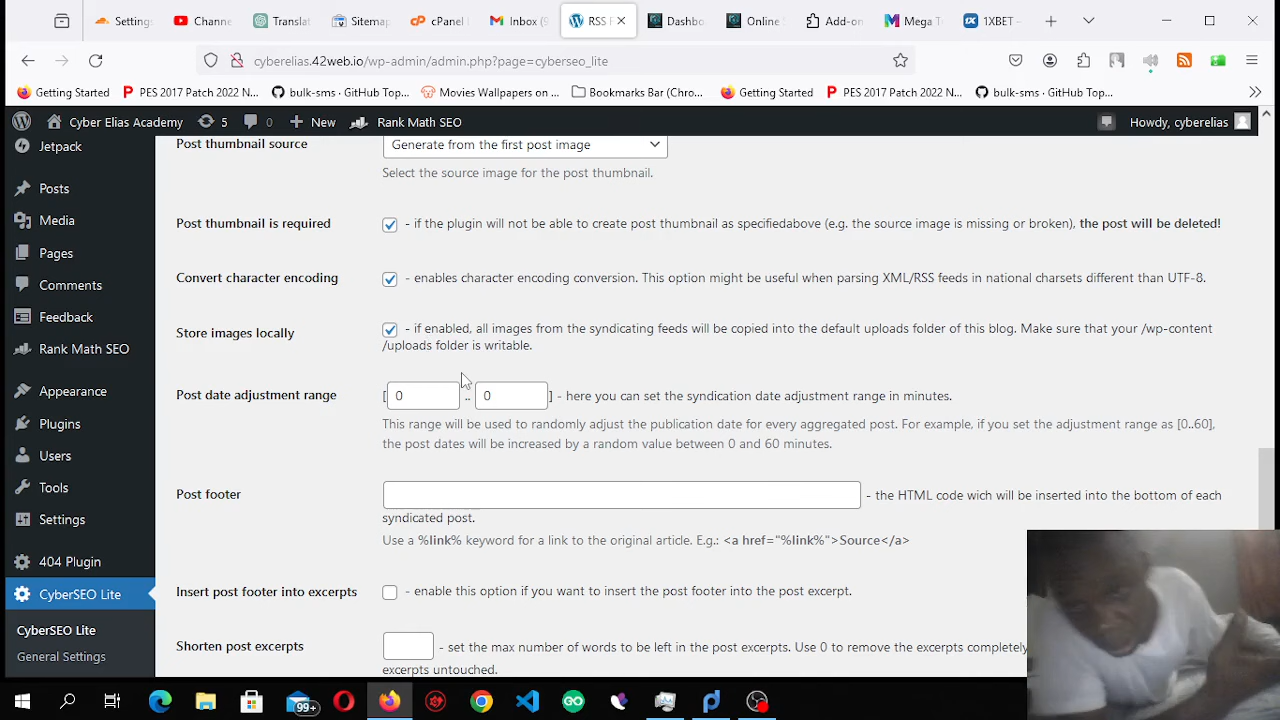 Settings
Channe
Translat
Sitemap
cPanel
Inbox (9
RSS F
Dashbo
Online
Add-on
Mega T
1XBET –
cyberelias.42web.io/wp-admin/admin.php?page=cyberseo_lite
Getting Started
PES 2017 Patch 2022 N...
bulk-sms · GitHub Top...
Movies Wallpapers on ...
Bookmarks Bar (Chro...
Getting Started
PES 2017 Patch 2022 N...
bulk-sms · GitHub Top...
Cyber Elias Academy
5
0
New
Rank Math SEO
Howdy, cyberelias
Jetpack
Posts
Media
Pages
Comments
Feedback
Rank Math SEO
Appearance
Plugins
Users
Tools
Settings
404 Plugin
CyberSEO Lite
CyberSEO Lite
General Settings
Post thumbnail source
Generate from the first post image
Select the source image for the post thumbnail.
Post thumbnail is required
- if the plugin will not be able to create post thumbnail as specifiedabove (e.g. the source image is missing or broken), the post will be deleted!
Convert character encoding
- enables character encoding conversion. This option might be useful when parsing XML/RSS feeds in national charsets different than UTF-8.
Store images locally
- if enabled, all images from the syndicating feeds will be copied into the default uploads folder of this blog. Make sure that your /wp-content
/uploads folder is writable.
Post date adjustment range
[ 0 .. 0 ] - here you can set the syndication date adjustment range in minutes.
This range will be used to randomly adjust the publication date for every aggregated post. For example, if you set the adjustment range as [0..60],
the post dates will be increased by a random value between 0 and 60 minutes.
Post footer
- the HTML code wich will be inserted into the bottom of each
syndicated post.
Use a %link% keyword for a link to the original article. E.g.: <a href="%link%">Source</a>
Insert post footer into excerpts
- enable this option if you want to insert the post footer into the post excerpt.
Shorten post excerpts
- set the max number of words to be left in the post excerpts. Use 0 to remove the excerpts completely
excerpts untouched.
99+